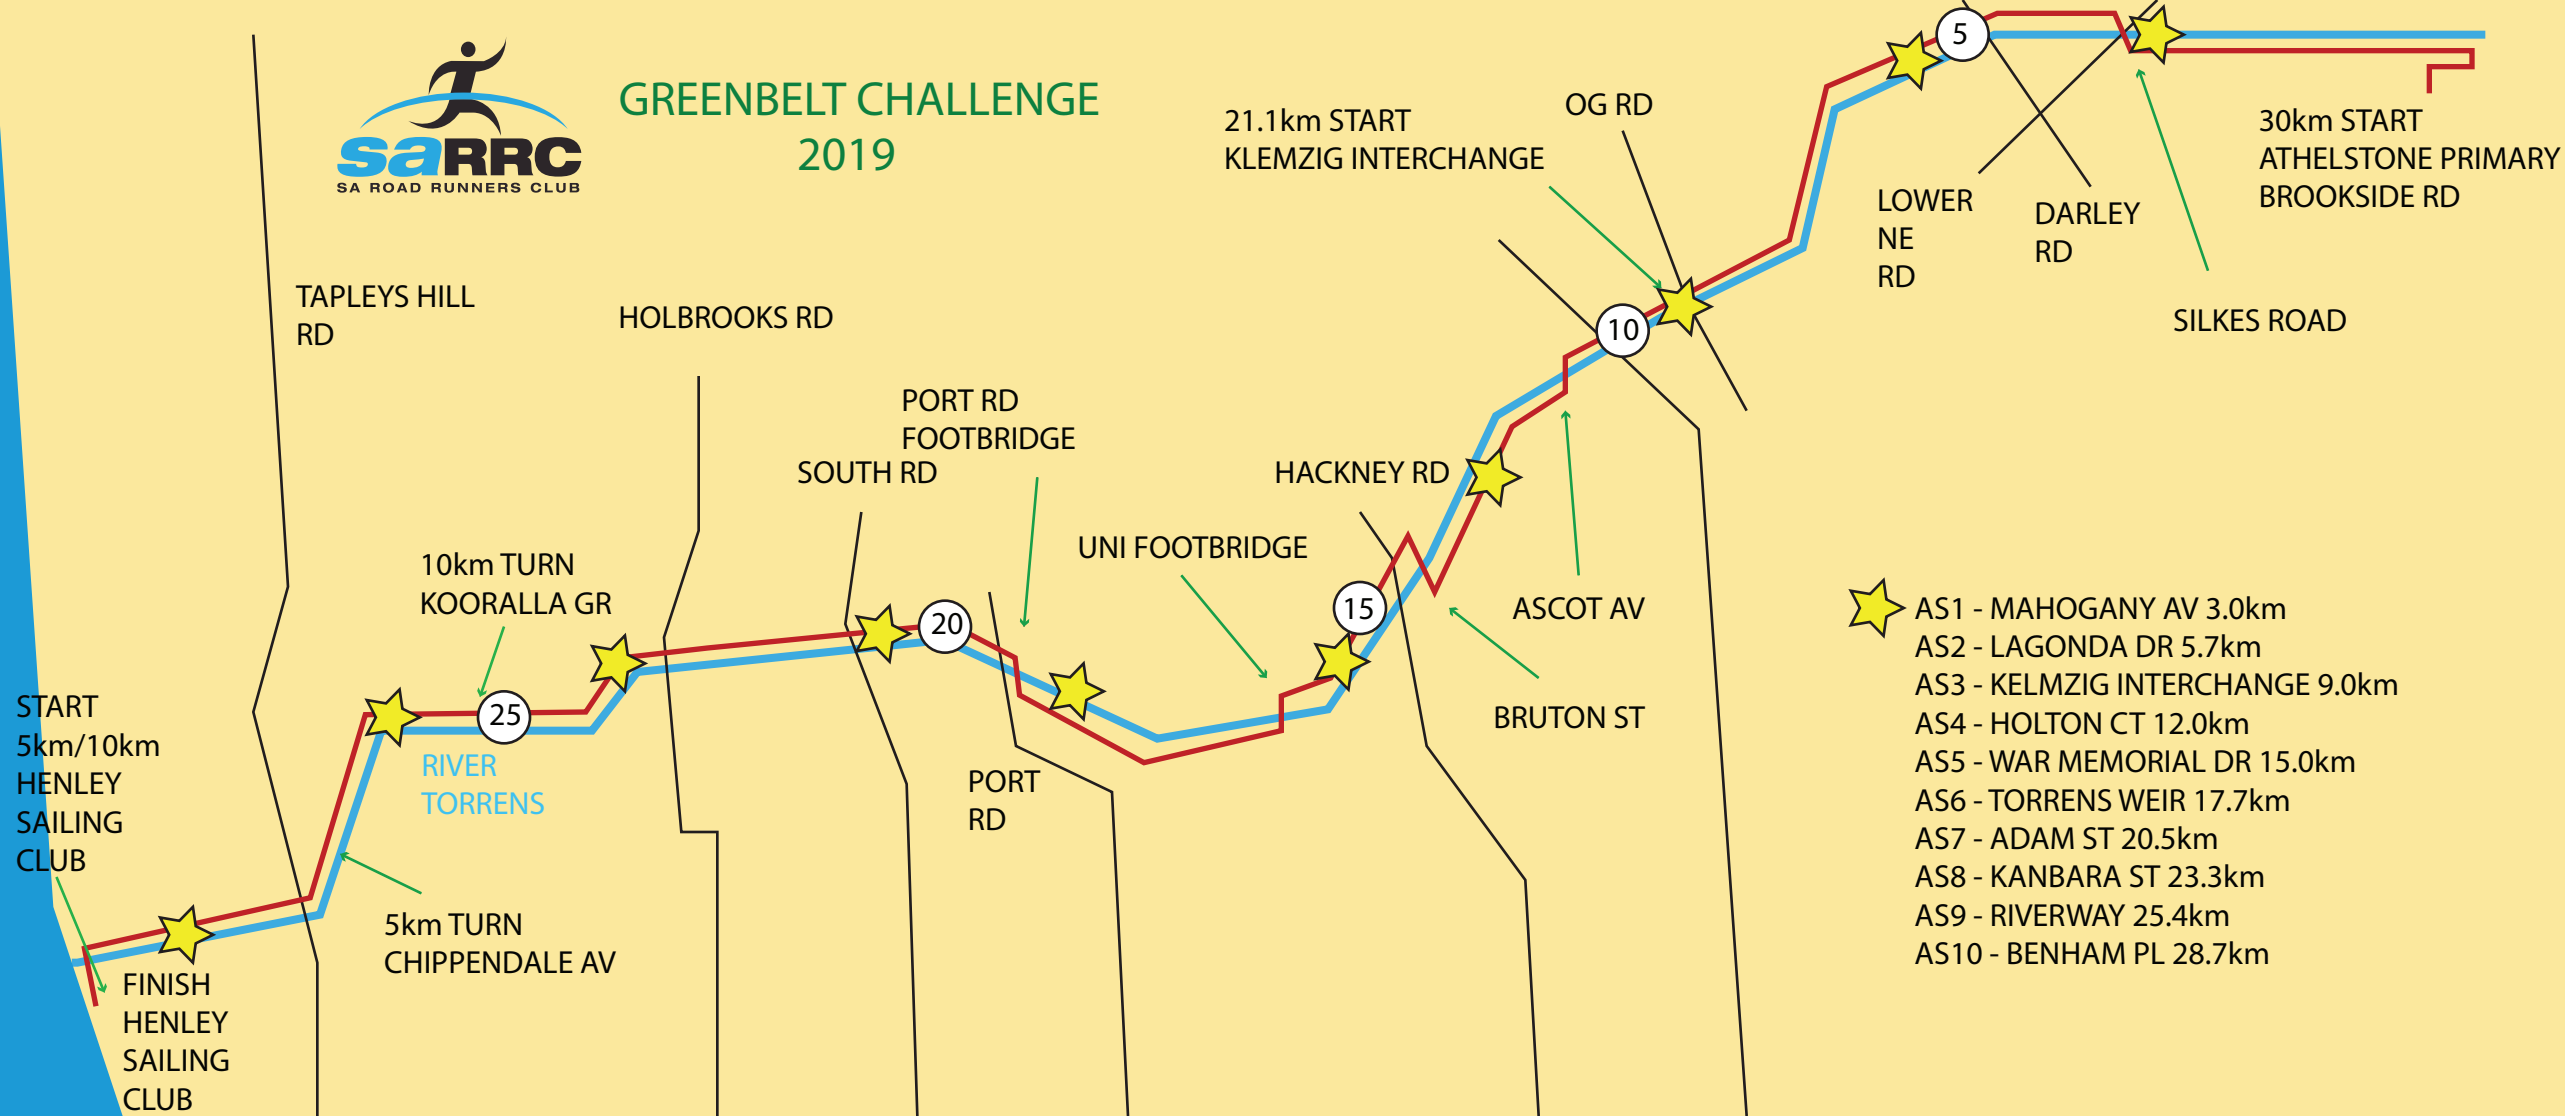 saRRC
SA ROAD RUNNERS CLUB
GREENBELT CHALLENGE
2019
5
21.1km START
KLEMZIG INTERCHANGE
OG RD
30km START
ATHELSTONE PRIMARY
BROOKSIDE RD
LOWER
NE
RD
DARLEY
RD
SILKES ROAD
TAPLEYS HILL
RD
HOLBROOKS RD
10
PORT RD
FOOTBRIDGE
SOUTH RD
HACKNEY RD
UNI FOOTBRIDGE
10km TURN
KOORALLA GR
15
20
ASCOT AV
BRUTON ST
25
RIVER
TORRENS
PORT
RD
START
5km/10km
HENLEY
SAILING
CLUB
5km TURN
CHIPPENDALE AV
FINISH
HENLEY
SAILING
CLUB
AS1 - MAHOGANY AV 3.0km
AS2 - LAGONDA DR 5.7km
AS3 - KELMZIG INTERCHANGE 9.0km
AS4 - HOLTON CT 12.0km
AS5 - WAR MEMORIAL DR 15.0km
AS6 - TORRENS WEIR 17.7km
AS7 - ADAM ST 20.5km
AS8 - KANBARA ST 23.3km
AS9 - RIVERWAY 25.4km
AS10 - BENHAM PL 28.7km